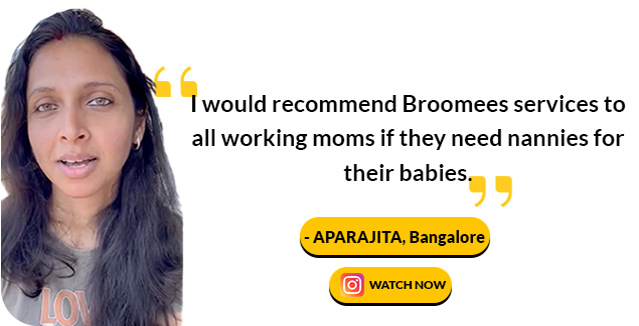 I would recommend Broomees services to
all working moms if they need nannies for
their babies.
- APARAJITA, Bangalore
WATCH NOW
LOV